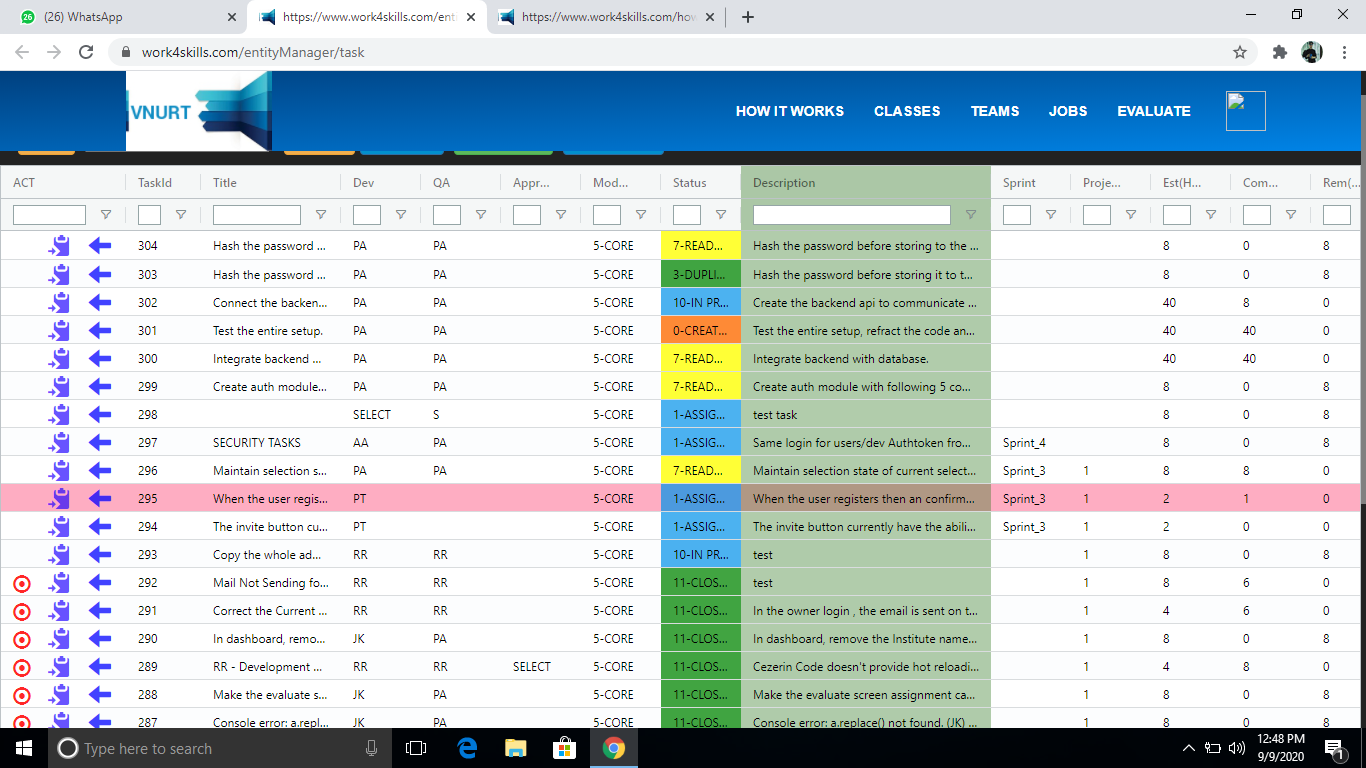 (26) WhatsApp https://www.work4skills.com/enti https://www.work4skills.com/how
work4skills.com/entityManager/task
VNURT HOW IT WORKS CLASSES TEAMS JOBS EVALUATE
ACT TaskId Title Dev QA Appr... Mod... Status Description Sprint Proje... Est(H... Com... Rem(...
304 Hash the password ... PA PA 5-CORE 7-READ... Hash the password before storing to the ... 8 0 8
303 Hash the password ... PA PA 5-CORE 3-DUPLI... Hash the password before storing it to t... 8 0 8
302 Connect the backen... PA PA 5-CORE 10-IN PR... Create the backend api to communicate ... 40 8 0
301 Test the entire setup. PA PA 5-CORE 0-CREAT... Test the entire setup, refract the code an... 40 40 0
300 Integrate backend ... PA PA 5-CORE 7-READ... Integrate backend with database. 40 40 0
299 Create auth module... PA PA 5-CORE 7-READ... Create auth module with following 5 co... 8 0 8
298 SELECT S 5-CORE 1-ASSIG... test task 8 0 8
297 SECURITY TASKS AA PA 5-CORE 1-ASSIG... Same login for users/dev Authtoken fro... Sprint_4 8 0 8
296 Maintain selection s... PA PA 5-CORE 7-READ... Maintain selection state of current select... Sprint_3 1 8 8 0
295 When the user regis... PT 5-CORE 1-ASSIG... When the user registers then an confirm... Sprint_3 1 2 1 0
294 The invite button cu... PT 5-CORE 1-ASSIG... The invite button currently have the abili... Sprint_3 1 2 0 0
293 Copy the whole ad... RR RR 5-CORE 10-IN PR... test 1 8 0 8
292 Mail Not Sending fo... RR RR 5-CORE 11-CLOS... test 1 8 6 0
291 Correct the Current ... RR RR 5-CORE 11-CLOS... In the owner login , the email is sent on t... 1 4 6 0
290 In dashboard, remo... JK PA 5-CORE 11-CLOS... In dashboard, remove the Institute name... 1 8 0 8
289 RR - Development ... RR RR SELECT 5-CORE 11-CLOS... Cezerin Code doesn't provide hot reloadi... 1 4 8 0
288 Make the evaluate s... JK PA 5-CORE 11-CLOS... Make the evaluate screen assignment ca... 1 8 0 8
287 Console error: a.repl... JK PA 5-CORE 11-CLOS... Console error: a.replace() not found. (JK) ... 1 8 0 0
Type here to search 12:48 PM
9/9/2020 1